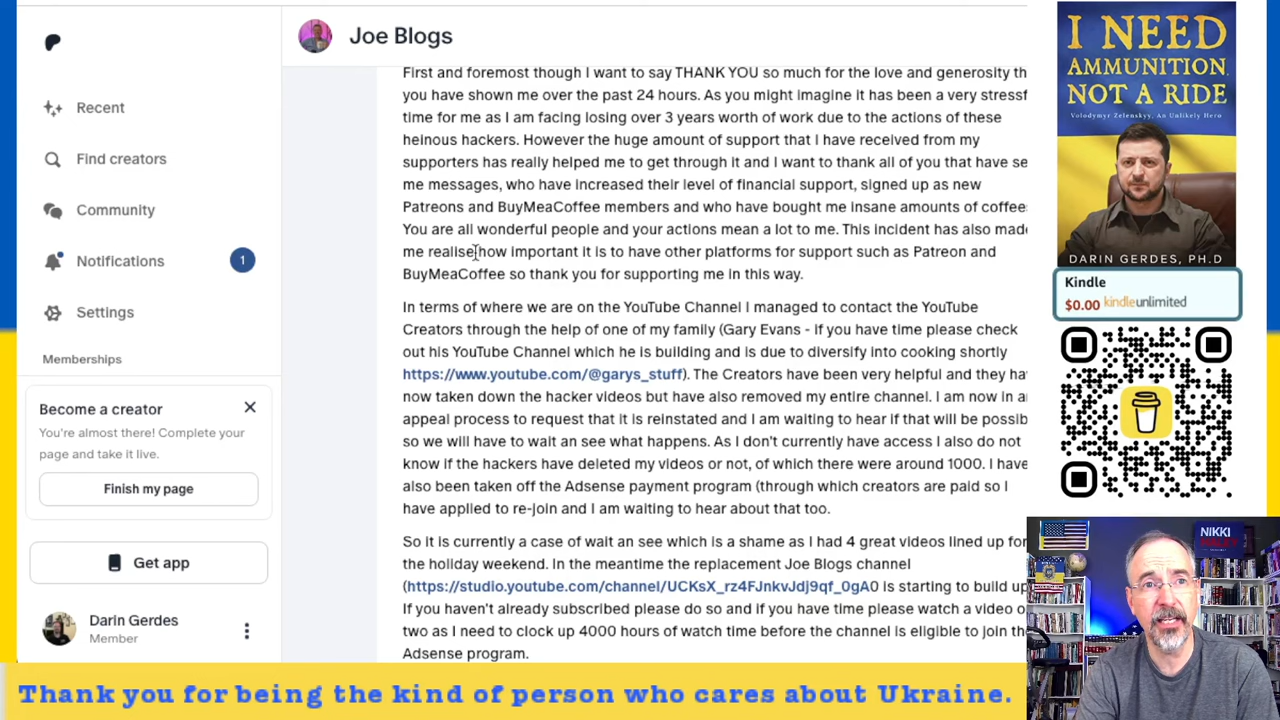 Joe Blogs
Recent
Find creators
Community
Notifications
1
Settings
Memberships
Become a creator
You're almost there! Complete your
page and take it live.
Finish my page
Get app
Darin Gerdes
Member
First and foremost though I want to say THANK YOU so much for the love and generosity th
you have shown me over the past 24 hours. As you might imagine it has been a very stressf
time for me as I am facing losing over 3 years worth of work due to the actions of these
heinous hackers. However the huge amount of support that I have received from my
supporters has really helped me to get through it and I want to thank all of you that have se
me messages, who have increased their level of financial support, signed up as new
Patreons and BuyMeaCoffee members and who have bought me insane amounts of coffee
You are all wonderful people and your actions mean a lot to me. This incident has also made
me realise how important it is to have other platforms for support such as Patreon and
BuyMeaCoffee so thank you for supporting me in this way.
In terms of where we are on the YouTube Channel I managed to contact the YouTube
Creators through the help of one of my family (Gary Evans - if you have time please check
out his YouTube Channel which he is building and is due to diversify into cooking shortly
https://www.youtube.com/@garys_stuff). The Creators have been very helpful and they hav
now taken down the hacker videos but have also removed my entire channel. I am now in a
appeal process to request that it is reinstated and I am waiting to hear if that will be possib
so we will have to wait an see what happens. As I don't currently have access I also do not
know if the hackers have deleted my videos or not, of which there were around 1000. I have
also been taken off the Adsense payment program (through which creators are paid so I
have applied to re-join and I am waiting to hear about that too.
So it is currently a case of wait an see which is a shame as I had 4 great videos lined up for
the holiday weekend. In the meantime the replacement Joe Blogs channel
(https://studio.youtube.com/channel/UCKsX_rz4FJnkvJdj9qf_0gA0 is starting to build up
If you haven't already subscribed please do so and if you have time please watch a video o
two as I need to clock up 4000 hours of watch time before the channel is eligible to join th
Adsense program.
I NEED
AMMUNITION,
NOT A RIDE
Volodymyr Zelenskyy, An Unlikely Hero
DARIN GERDES, PH.D
Kindle
$0.00 kindleunlimited
NIKKI
Thank you for being the kind of person who cares about Ukraine.